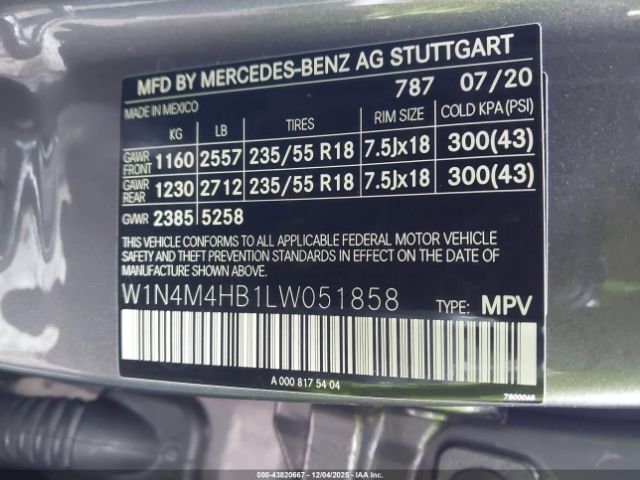 MFD BY MERCEDES-BENZ AG STUTTGART
787 07/20
MADE IN MEXICO
KG LB TIRES RIM SIZE COLD KPA(PSI)
GAWR FRONT 1160 2557 235/55 R18 7.5Jx18 300(43)
GAWR REAR 1230 2712 235/55 R18 7.5Jx18 300(43)
GVWR 2385 5258
THIS VEHICLE CONFORMS TO ALL APPLICABLE FEDERAL MOTOR VEHICLE
SAFETY AND THEFT PREVENTION STANDARDS IN EFFECT ON THE DATE OF
MANUFACTURE SHOWN ABOVE.
W1N4M4HB1LW051858 TYPE: MPV
A 000 817 54 04
7800065
000-43820667 - 12/04/2025 - IAAI, Inc.